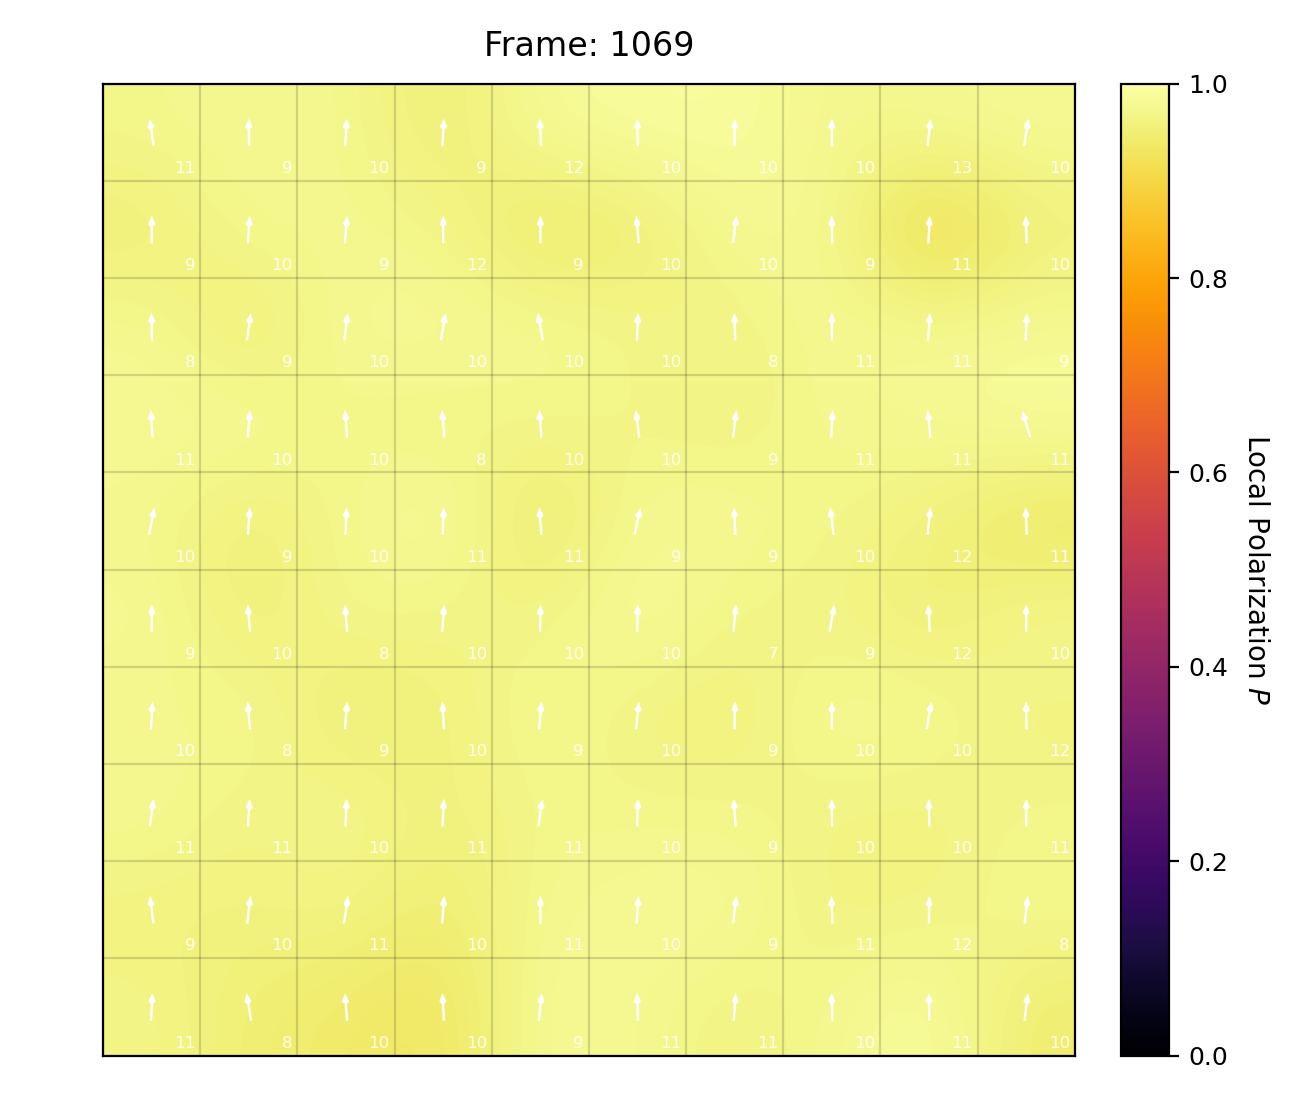 Frame: 1069
11 9 10 9 12 10 10 10 13 10
9 10 9 12 9 10 10 9 11 10
8 9 10 10 10 10 8 11 11 9
11 10 10 8 10 10 9 11 11 11
10 9 10 11 11 9 9 10 12 11
9 10 8 10 10 10 7 9 12 10
10 8 9 10 9 10 9 10 10 12
11 11 10 11 11 10 9 10 10 11
9 10 11 10 11 10 9 11 12 8
11 8 10 10 9 11 11 10 11 10
1.0
0.8
0.6
0.4
0.2
0.0
Local Polarization P